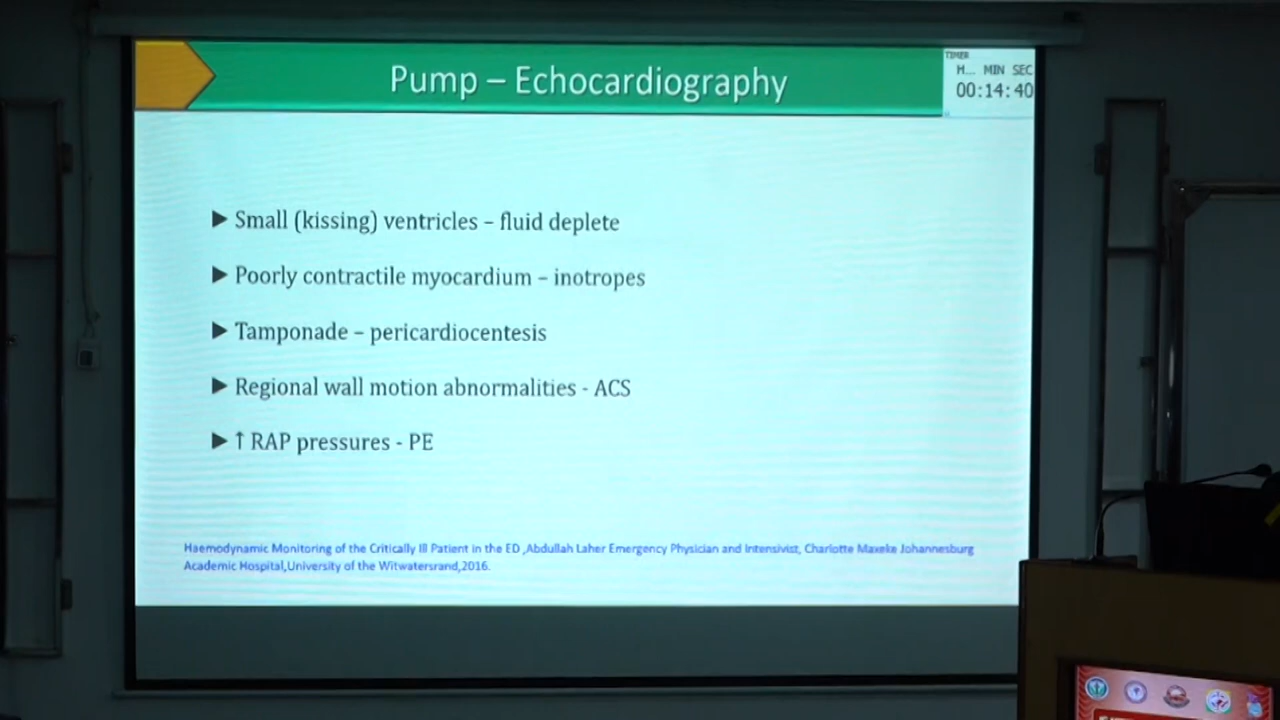 Pump – Echocardiography
TIMER
H... MIN SEC
00:14:40
▶ Small (kissing) ventricles – fluid deplete
▶ Poorly contractile myocardium – inotropes
▶ Tamponade – pericardiocentesis
▶ Regional wall motion abnormalities - ACS
▶ ↑ RAP pressures - PE
Haemodynamic Monitoring of the Critically Ill Patient in the ED ,Abdullah Laher Emergency Physician and Intensivist, Charlotte Maxeke Johannesburg
Academic Hospital,University of the Witwatersrand,2016.